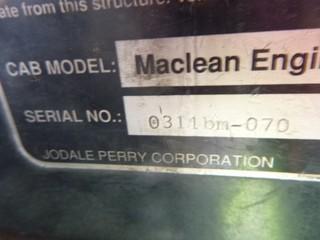 ate from this structure.
CAB MODEL: Maclean Engi
SERIAL NO.: 0311bm-070
JODALE PERRY CORPORATION